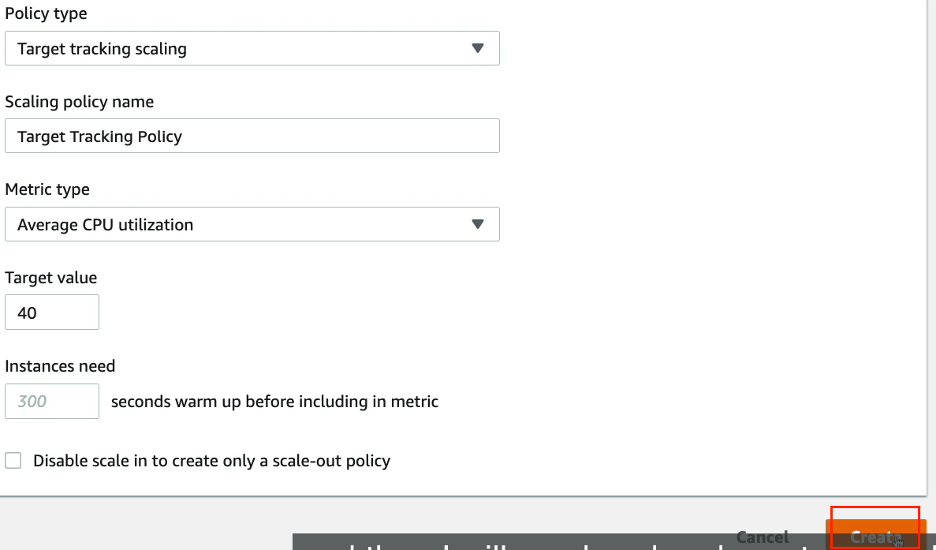 Policy type
Target tracking scaling
Scaling policy name
Target Tracking Policy
Metric type
Average CPU utilization
Target value
40
Instances need
300 seconds warm up before including in metric
Disable scale in to create only a scale-out policy
Cancel Create